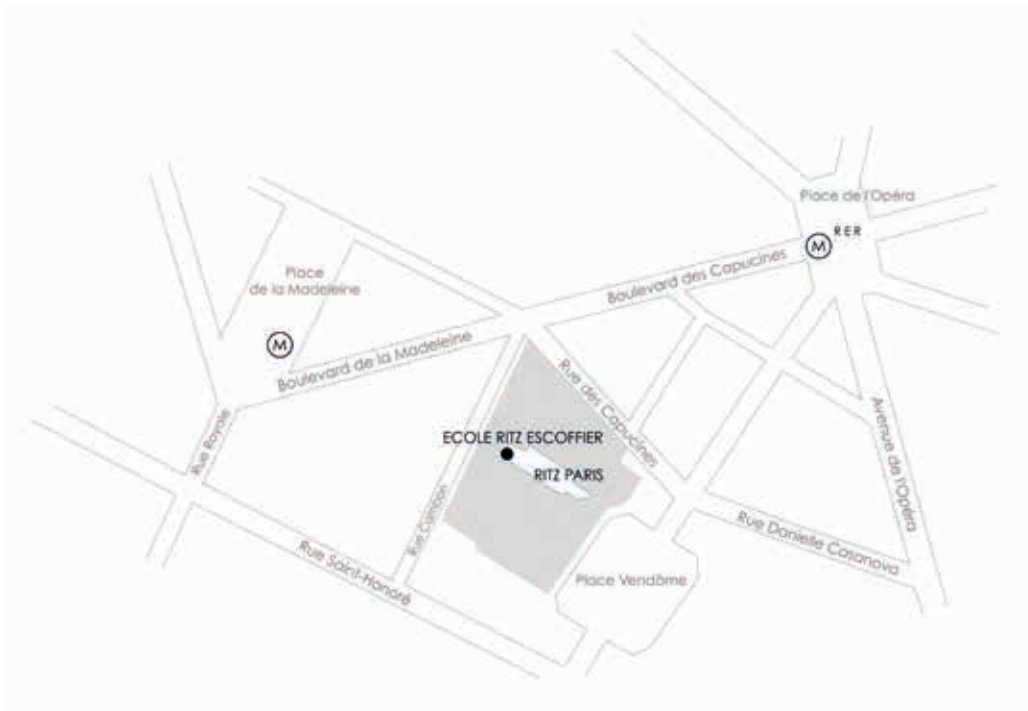 Place de l'Opéra
RER
M
Boulevard des Capucines
Place
de la Madeleine
M
Boulevard de la Madeleine
Rue des Capucines
Avenue de l'Opéra
Rue Royale
ECOLE RITZ ESCOFFIER
RITZ PARIS
Rue Cambon
Rue Danielle Casanova
Rue Saint-Honoré
Place Vendôme